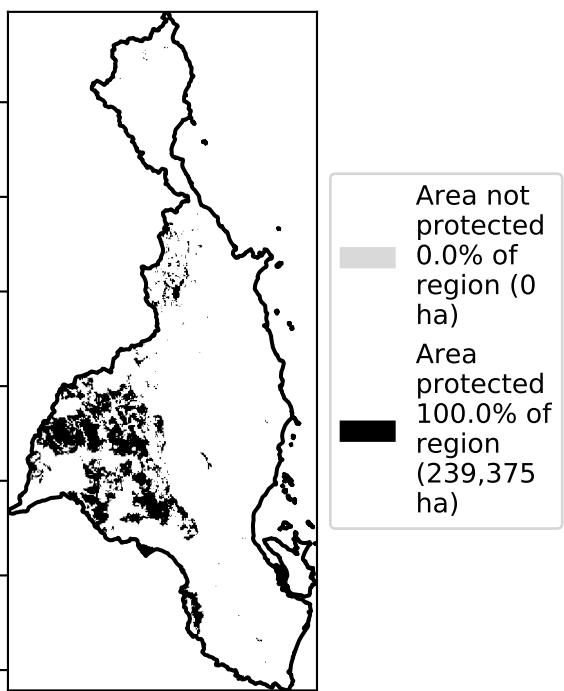 Area not
protected
0.0% of
region (0
ha)
Area
protected
100.0% of
region
(239,375
ha)